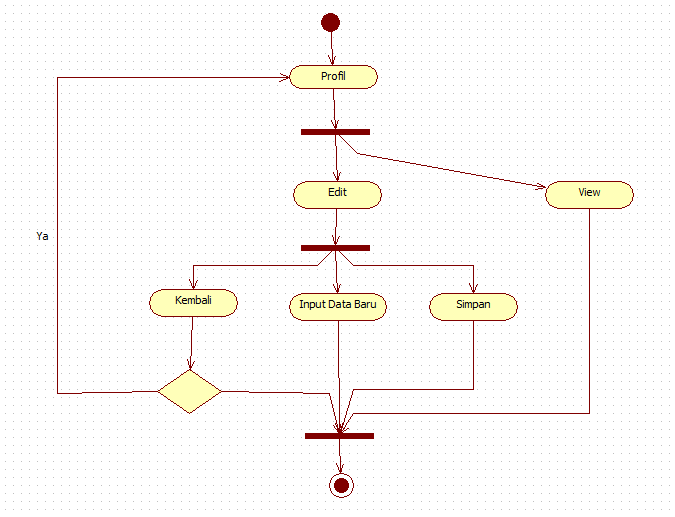 Profil
Edit
View
Ya
Kembali
Input Data Baru
Simpan